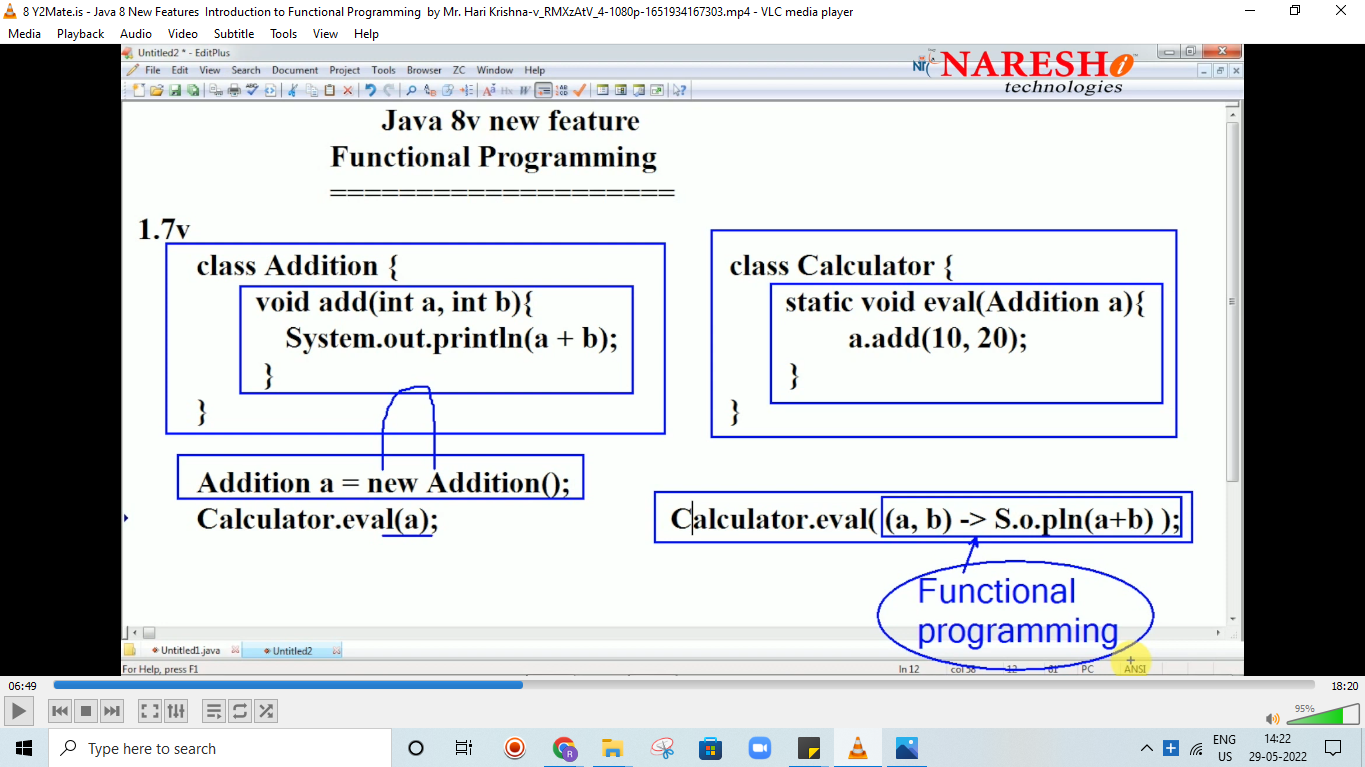 8 Y2Mate.is - Java 8 New Features Introduction to Functional Programming by Mr. Hari Krishna-v_RMXzAtV_4-1080p-1651934167303.mp4 - VLC media player
Media Playback Audio Video Subtitle Tools View Help
Untitled2 * - EditPlus
File Edit View Search Document Project Tools Browser ZC Window Help
NARESH i
technologies
Java 8v new feature
Functional Programming
====================
1.7v
class Addition {
void add(int a, int b){
System.out.println(a + b);
}
}
class Calculator {
static void eval(Addition a){
a.add(10, 20);
}
}
Addition a = new Addition();
Calculator.eval(a);
Calculator.eval( (a, b) -> S.o.pln(a+b) );
Functional
programming
Untitled1.java Untitled2
For Help, press F1 ln 12 col 58 12 PC ANSI
06:49 18:20
95%
Type here to search
ENG
US
14:22
29-05-2022